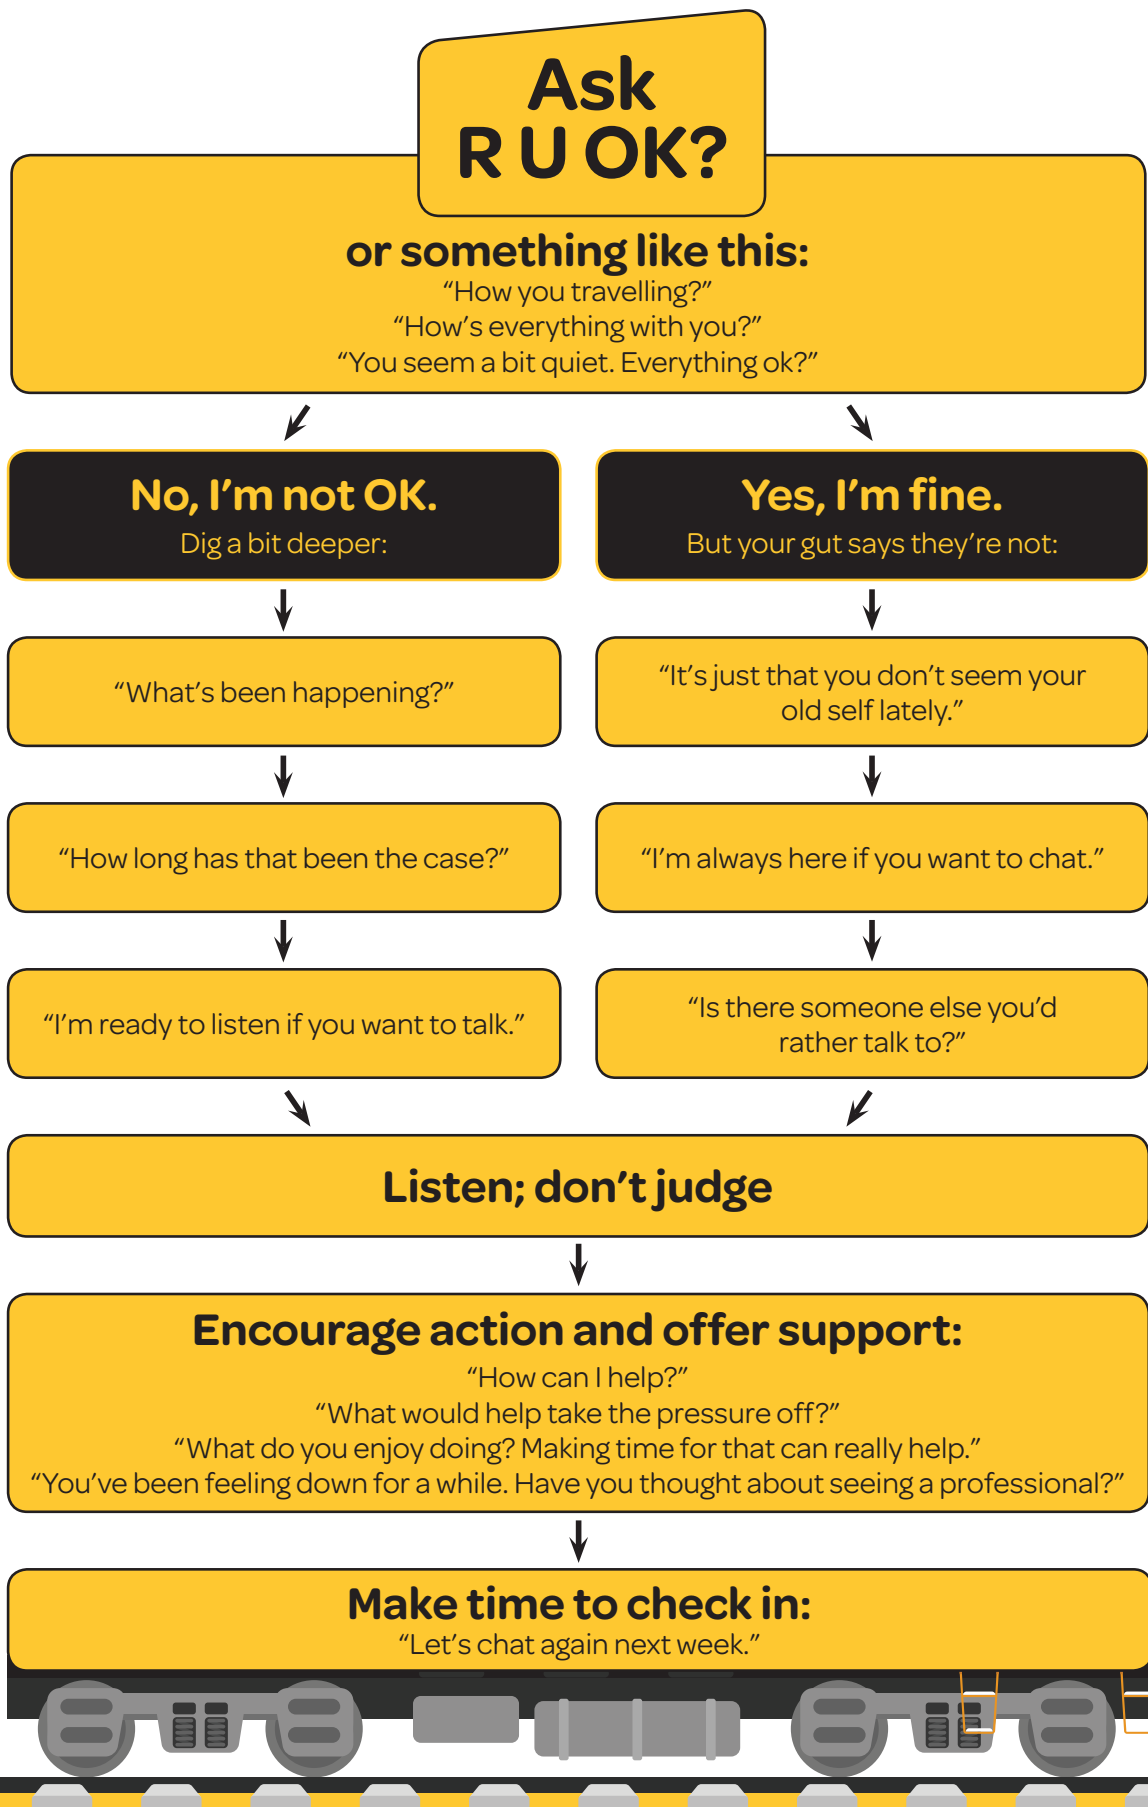 Ask
R U OK?
or something like this:
“How you travelling?”
“How’s everything with you?”
“You seem a bit quiet. Everything ok?”
No, I’m not OK.
Dig a bit deeper:
“What’s been happening?”
“How long has that been the case?”
“I’m ready to listen if you want to talk.”
Yes, I’m fine.
But your gut says they’re not:
“It’s just that you don’t seem your
old self lately.”
“I’m always here if you want to chat.”
“Is there someone else you’d
rather talk to?”
Listen; don’t judge
Encourage action and offer support:
“How can I help?”
“What would help take the pressure off?”
“What do you enjoy doing? Making time for that can really help.”
“You’ve been feeling down for a while. Have you thought about seeing a professional?”
Make time to check in:
“Let’s chat again next week.”